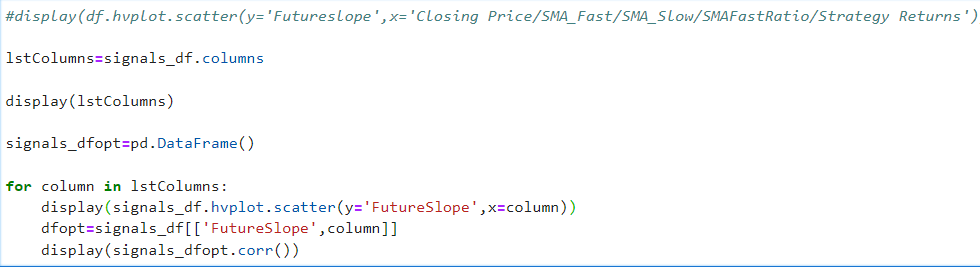 #display(df.hvplot.scatter(y='Futureslope',x='Closing Price/SMA_Fast/SMA_Slow/SMAFastRatio/Strategy Returns')
lstColumns=signals_df.columns
display(lstColumns)
signals_dfopt=pd.DataFrame()
for column in lstColumns:
    display(signals_df.hvplot.scatter(y='FutureSlope',x=column))
    dfopt=signals_df[['FutureSlope',column]]
    display(signals_dfopt.corr())